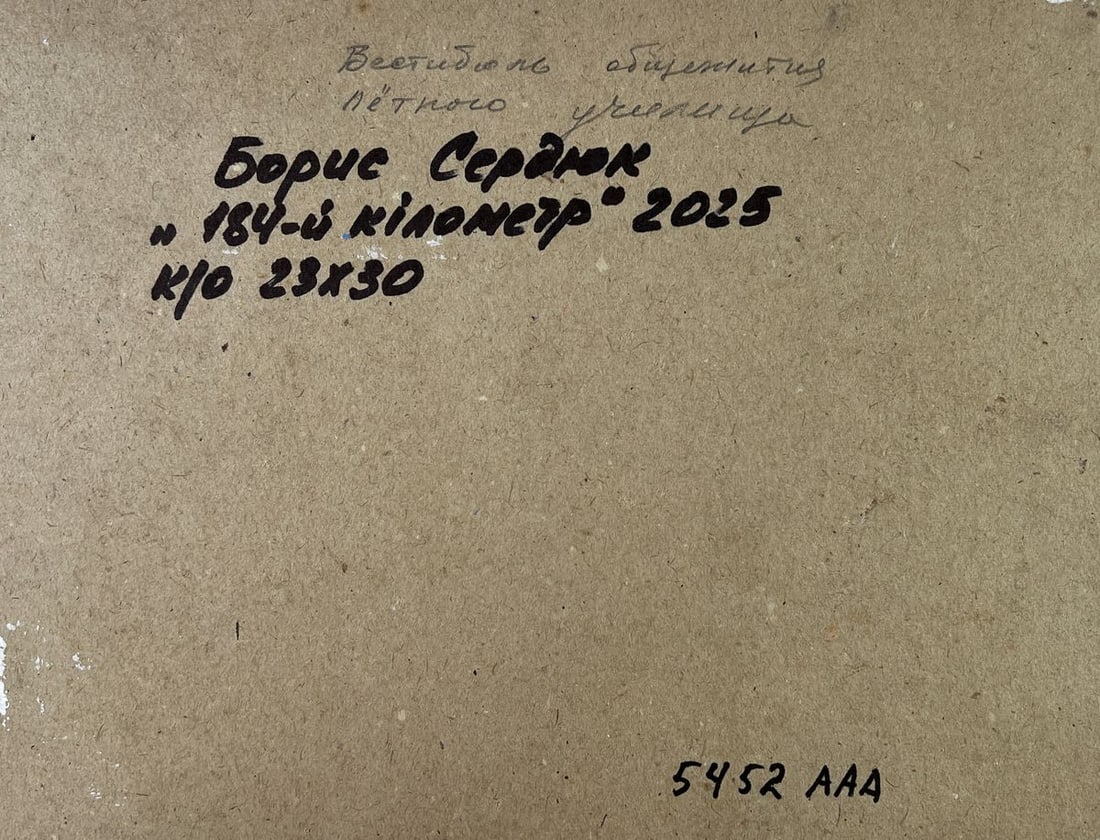 Вестибюль общежития
лётного училища
Борис Сердюк
„184-й кілометр" 2025
к/о 23х30
5452 ААА